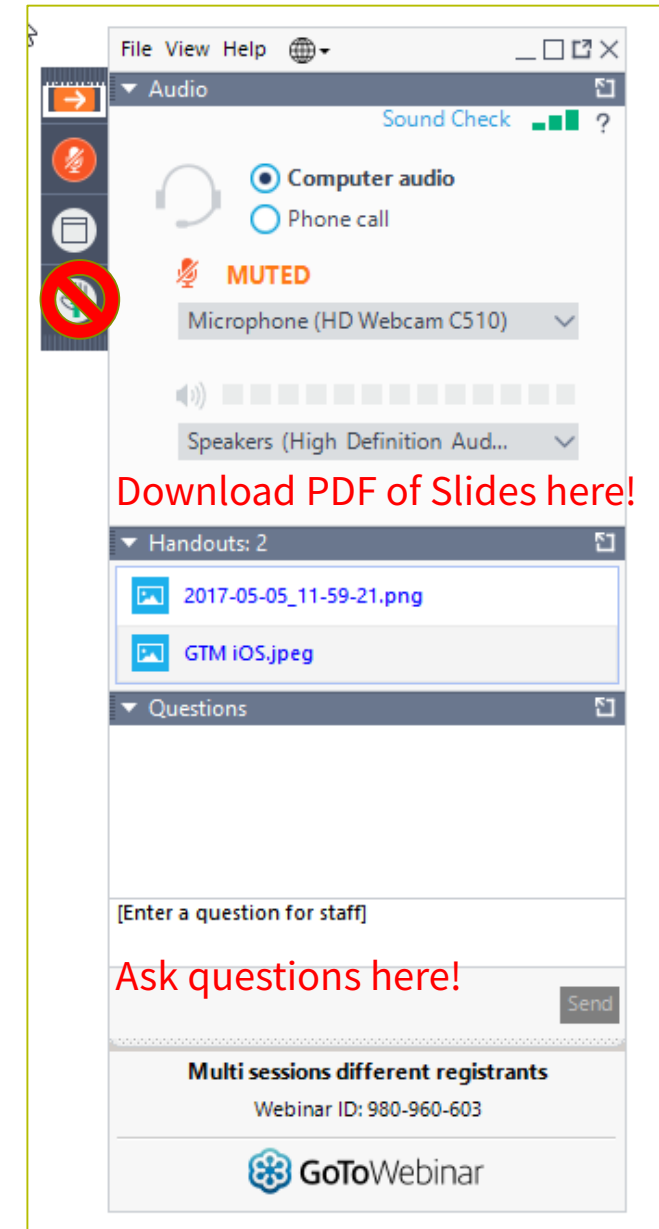 File View Help
Audio
Sound Check ?
Computer audio
Phone call
MUTED
Microphone (HD Webcam C510)
Speakers (High Definition Aud...
Download PDF of Slides here!
Handouts: 2
2017-05-05_11-59-21.png
GTM iOS.jpeg
Questions
[Enter a question for staff]
Ask questions here!
Send
Multi sessions different registrants
Webinar ID: 980-960-603
GoToWebinar